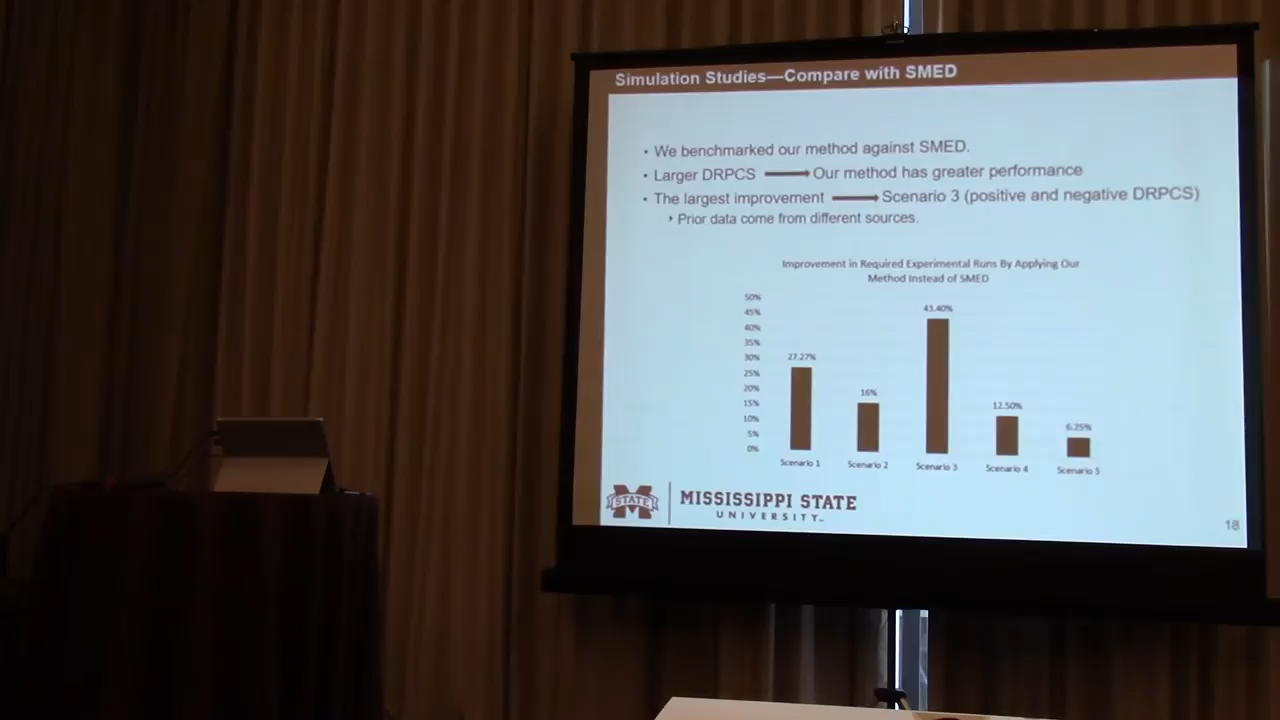 Simulation Studies—Compare with SMED
• We benchmarked our method against SMED.
• Larger DRPCS → Our method has greater performance
• The largest improvement → Scenario 3 (positive and negative DRPCS)
Prior data come from different sources.
Improvement in Required Experimental Runs By Applying Our
Method Instead of SMED
50%
45%
40%
35%
30%
25%
20%
15%
10%
5%
0%
27.27%
16%
43.40%
12.50%
6.25%
Scenario 1
Scenario 2
Scenario 3
Scenario 4
Scenario 5
STATE
MISSISSIPPI STATE
UNIVERSITY™
18